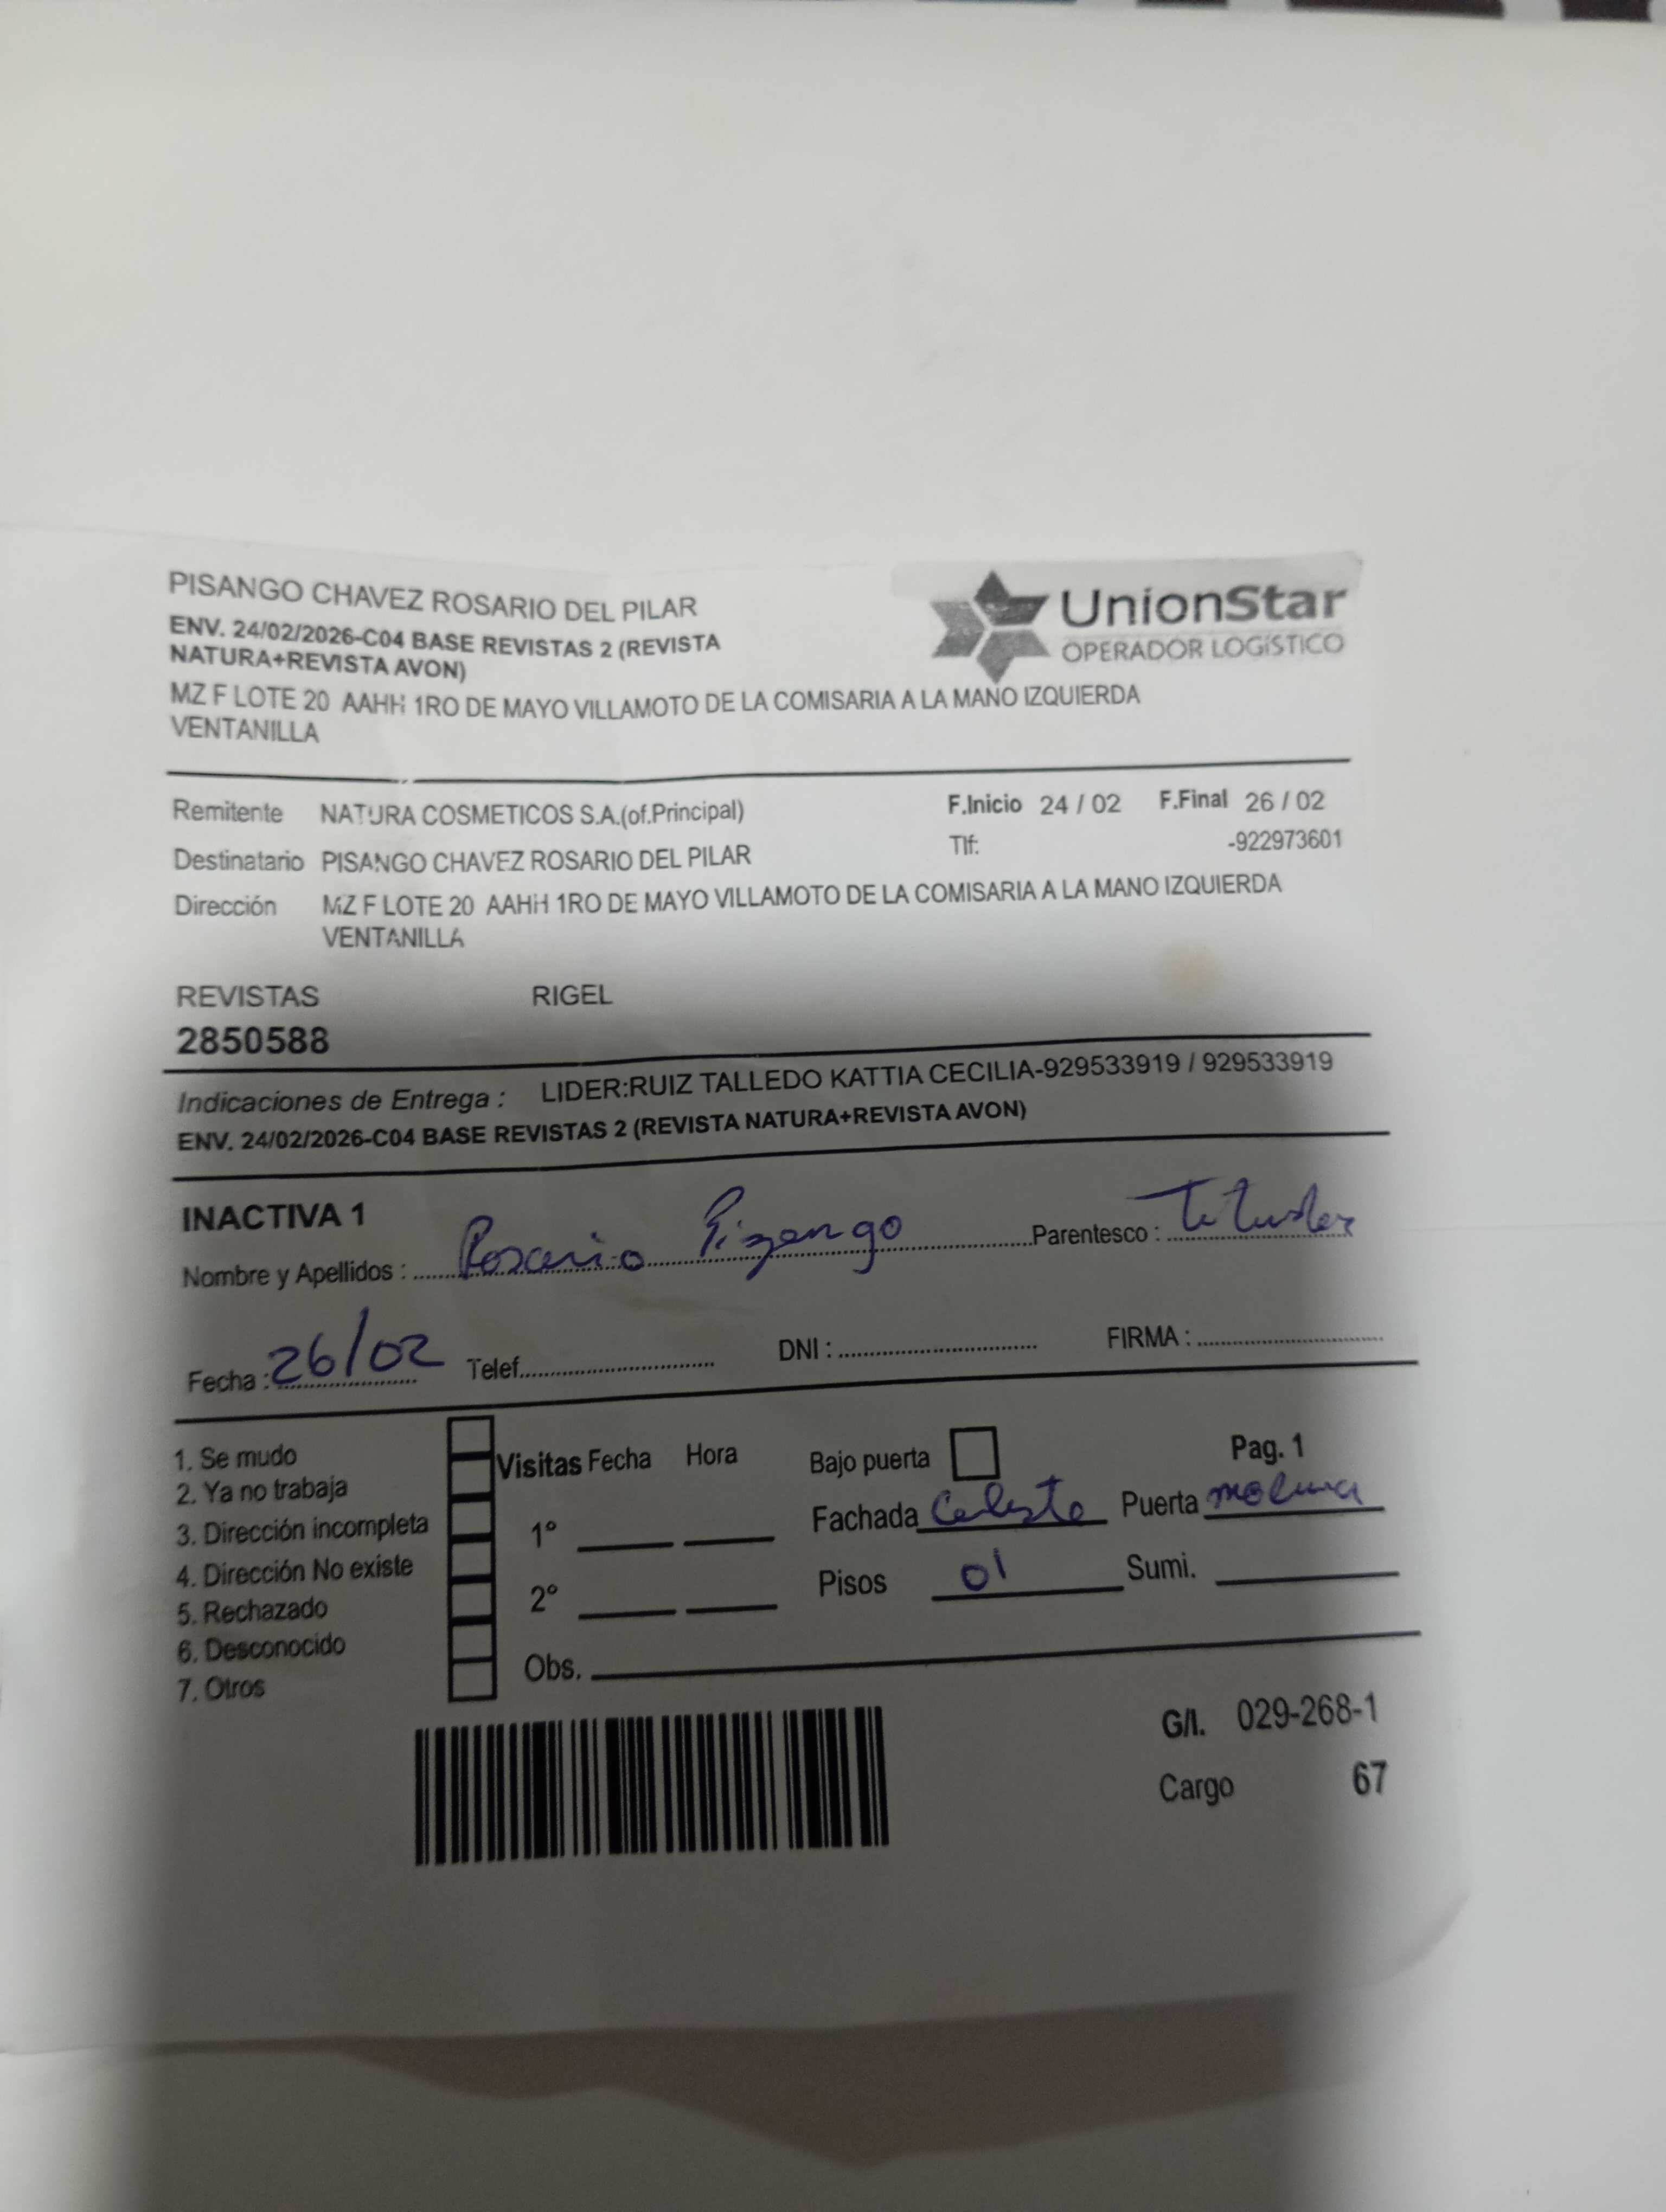 PISANGO CHAVEZ ROSARIO DEL PILAR
ENV. 24/02/2026-C04 BASE REVISTAS 2 (REVISTA
NATURA+REVISTA AVON)
MZ F LOTE 20 AAHH 1RO DE MAYO VILLAMOTO DE LA COMISARIA A LA MANO IZQUIERDA
VENTANILLA
UnionStar
OPERADOR LOGÍSTICO
Remitente NATURA COSMETICOS S.A.(of.Principal)
F.Inicio 24 / 02 F.Final 26 / 02
Tlf: -922973601
Destinatario PISANGO CHAVEZ ROSARIO DEL PILAR
Dirección MZ F LOTE 20 AAHH 1RO DE MAYO VILLAMOTO DE LA COMISARIA A LA MANO IZQUIERDA
VENTANILLA
REVISTAS RIGEL
2850588
Indicaciones de Entrega : LIDER:RUIZ TALLEDO KATTIA CECILIA-929533919 / 929533919
ENV. 24/02/2026-C04 BASE REVISTAS 2 (REVISTA NATURA+REVISTA AVON)
INACTIVA 1
Nombre y Apellidos : Rosario Pizango Parentesco : Titular
Fecha : 26/02 Telef. DNI : FIRMA :
1. Se mudo
2. Ya no trabaja
3. Dirección incompleta
4. Dirección No existe
5. Rechazado
6. Desconocido
7. Otros
Visitas Fecha Hora
1°
2°
Obs.
Bajo puerta Pag. 1
Fachada Celeste Puerta
Pisos 01 Sumi.
G/I. 029-268-1
Cargo 67